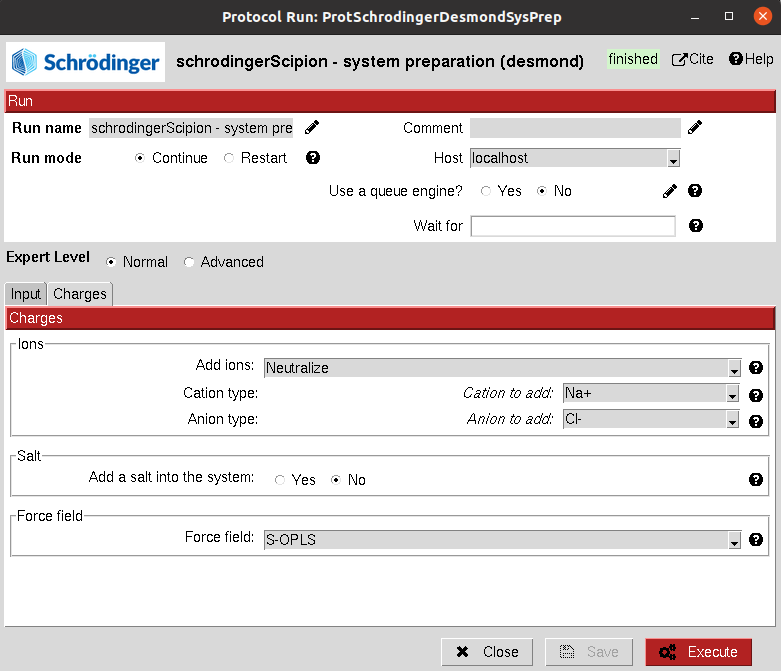 Protocol Run: ProtSchrodingerDesmondSysPrep
Schrödinger schrodingerScipion - system preparation (desmond) finished Cite Help
Run
Run name schrodingerScipion - system pre Comment
Run mode Continue Restart Host localhost
Use a queue engine? Yes No
Wait for
Expert Level Normal Advanced
Input Charges
Charges
Ions
Add ions: Neutralize
Cation type: Cation to add: Na+
Anion type: Anion to add: Cl-
Salt
Add a salt into the system: Yes No
Force field
Force field: S-OPLS
Close Save Execute